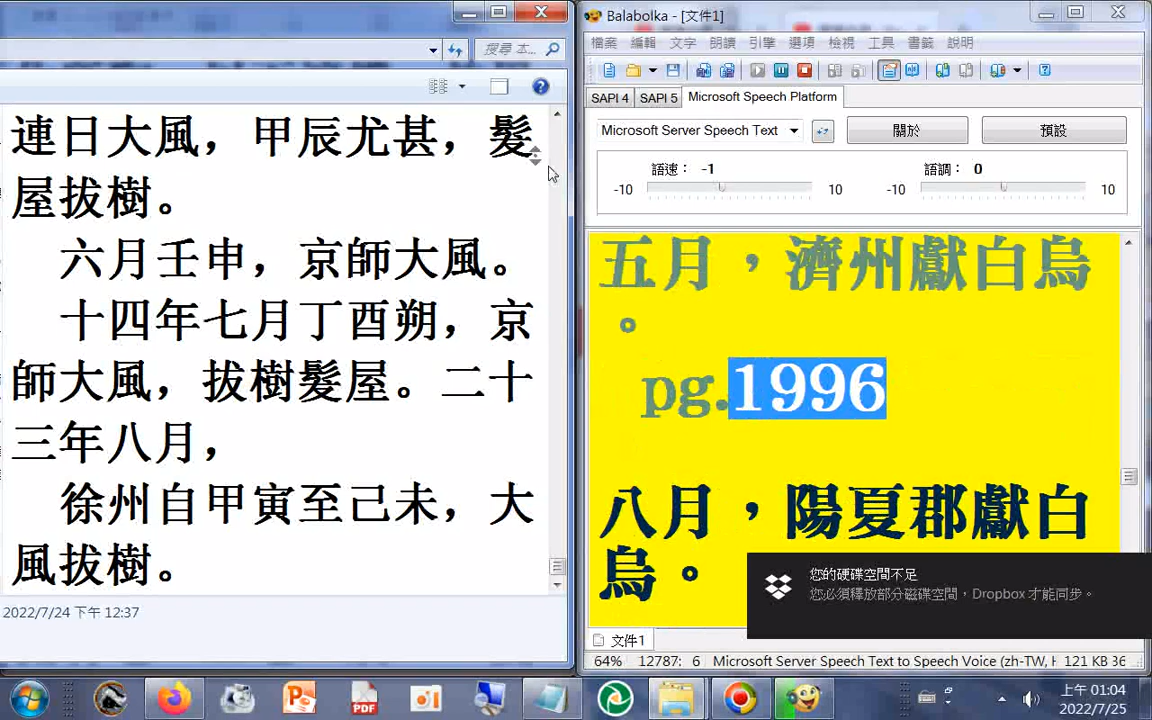 搜尋 本...
連日大風，甲辰尤甚，髮
屋拔樹。
六月壬申，京師大風。
十四年七月丁酉朔，京
師大風，拔樹髮屋。二十
三年八月，
徐州自甲寅至己未，大
風拔樹。
2022/7/24 下午 12:37
Balabolka - [文件1]
檔案 編輯 文字 朗讀 引擎 選項 檢視 工具 書籤 說明
SAPI 4 SAPI 5 Microsoft Speech Platform
Microsoft Server Speech Text 關於 預設
語速： -1 語調： 0
-10 10 -10 10
五月，濟州獻白烏
。
pg.1996
八月，陽夏郡獻白
烏。
您的硬碟空間不足
您必須釋放部分磁碟空間，Dropbox 才能同步。
文件1
64% 12787: 6 Microsoft Server Speech Text to Speech Voice (zh-TW, H 121 KB 36
上午 01:04
2022/7/25